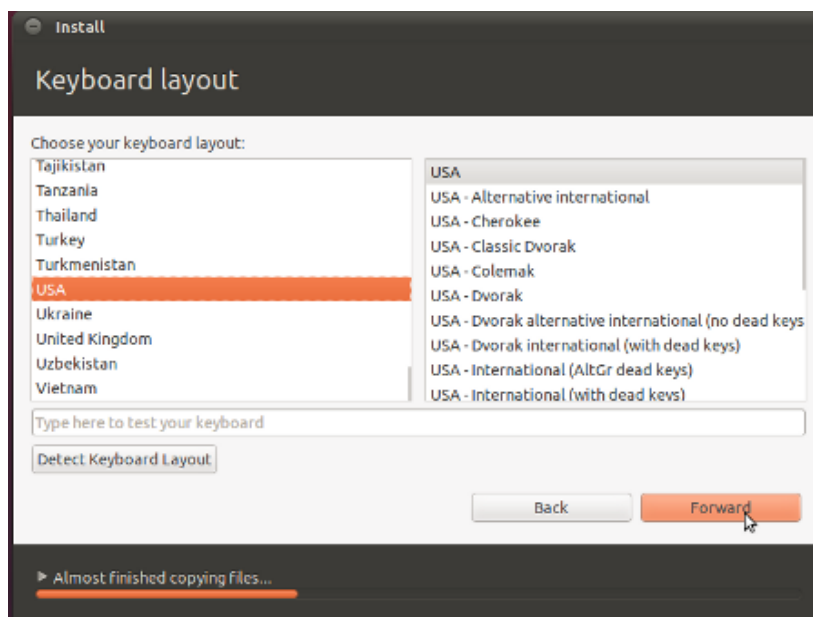 Install
Keyboard layout
Choose your keyboard layout:
Tajikistan
Tanzania
Thailand
Turkey
Turkmenistan
USA
Ukraine
United Kingdom
Uzbekistan
Vietnam
USA
USA - Alternative international
USA - Cherokee
USA - Classic Dvorak
USA - Colemak
USA - Dvorak
USA - Dvorak alternative international (no dead keys
USA - Dvorak international (with dead keys)
USA - International (AltGr dead keys)
USA - International (with dead keys)
Type here to test your keyboard
Detect Keyboard Layout
Back
Forward
Almost finished copying files...